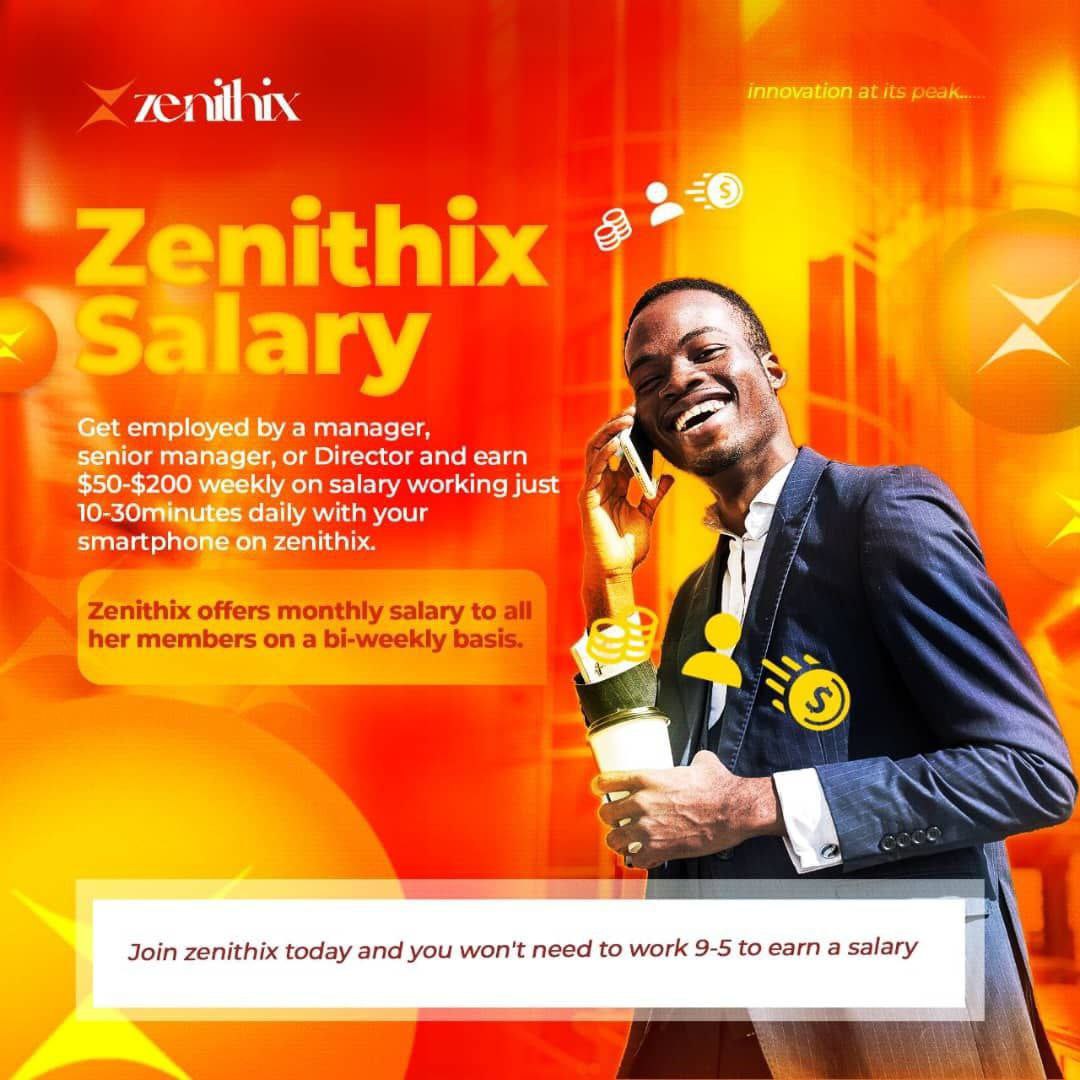 zenithix
innovation at its peak......
Zenithix
Salary
Get employed by a manager,
senior manager, or Director and earn
$50-$200 weekly on salary working just
10-30minutes daily with your
smartphone on zenithix.
Zenithix offers monthly salary to all
her members on a bi-weekly basis.
Join zenithix today and you won't need to work 9-5 to earn a salary